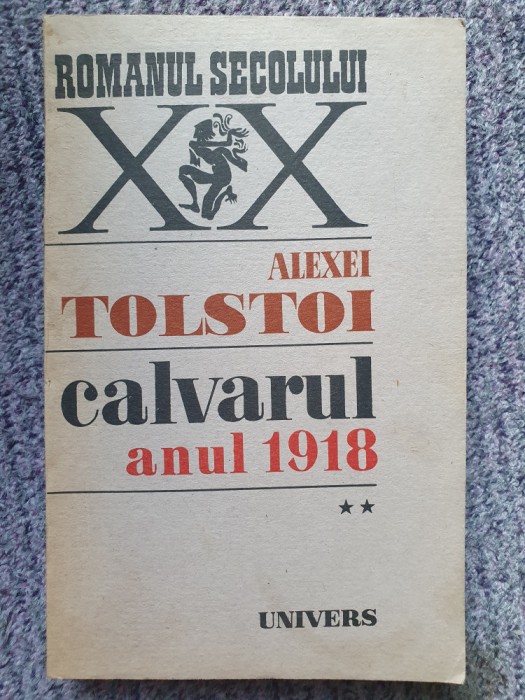 ROMANUL SECOLULUI
XX
ALEXEI
TOLSTOI
calvarul
anul 1918
★★
UNIVERS